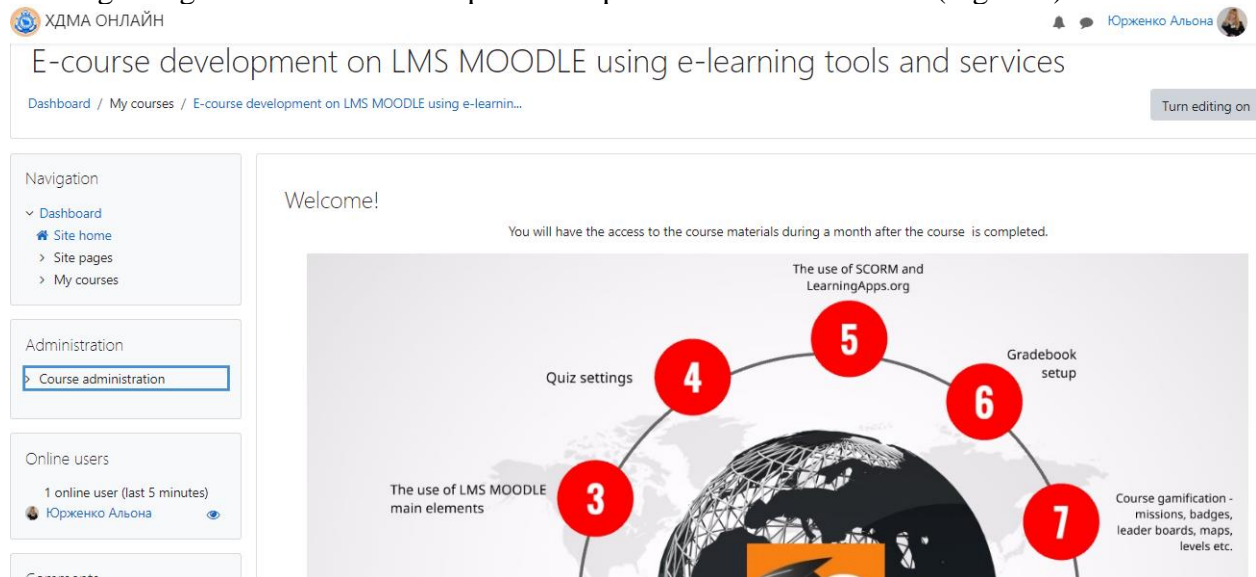 ХДМА ОНЛАЙН
Юрженко Альона
E-course development on LMS MOODLE using e-learning tools and services
Dashboard / My courses / E-course development on LMS MOODLE using e-learnin...
Turn editing on
Navigation
Dashboard
Site home
Site pages
My courses
Administration
Course administration
Online users
1 online user (last 5 minutes)
Юрженко Альона
Welcome!
You will have the access to the course materials during a month after the course is completed.
The use of SCORM and
LearningApps.org
5
Quiz settings
4
Gradebook
setup
6
The use of LMS MOODLE
main elements
3
7
Course gamification -
missions, badges,
leader boards, maps,
levels etc.